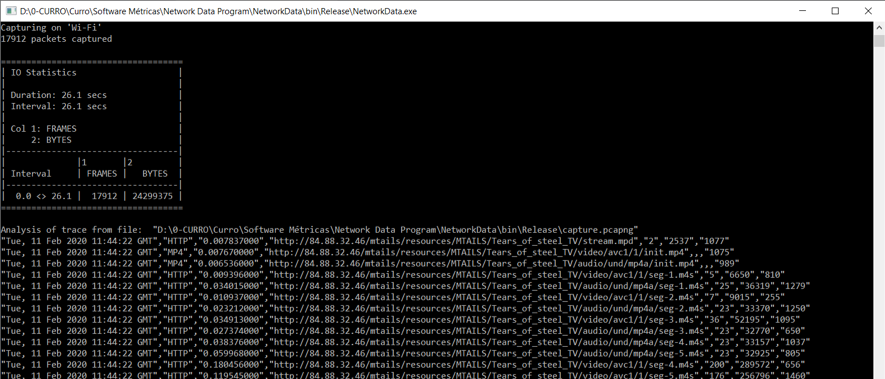 D:\0-CURRO\Curro\Software Métricas\Network Data Program\NetworkData\bin\Release\NetworkData.exe
Capturing on 'Wi-Fi'
17912 packets captured
===================================
| IO Statistics                   |
|                                 |
| Duration: 26.1 secs             |
| Interval: 26.1 secs             |
|                                 |
| Col 1: FRAMES                   |
|     2: BYTES                    |
|---------------------------------|
|              |1       |2        |
| Interval     | FRAMES |   BYTES |
|---------------------------------|
|  0.0 <> 26.1 |  17912 | 24299375 |
===================================
Analysis of trace from file:  "D:\0-CURRO\Curro\Software Métricas\Network Data Program\NetworkData\bin\Release\capture.pcapng"
"Tue, 11 Feb 2020 11:44:22 GMT","HTTP","0.007837000","http://84.88.32.46/mtails/resources/MTAILS/Tears_of_steel_TV/stream.mpd","2","2537","1077"
"Tue, 11 Feb 2020 11:44:22 GMT","MP4","0.007670000","http://84.88.32.46/mtails/resources/MTAILS/Tears_of_steel_TV/video/avc1/1/init.mp4",,,"1075"
"Tue, 11 Feb 2020 11:44:22 GMT","MP4","0.006536000","http://84.88.32.46/mtails/resources/MTAILS/Tears_of_steel_TV/audio/und/mp4a/init.mp4",,,"989"
"Tue, 11 Feb 2020 11:44:22 GMT","HTTP","0.009396000","http://84.88.32.46/mtails/resources/MTAILS/Tears_of_steel_TV/video/avc1/1/seg-1.m4s","5","6650","810"
"Tue, 11 Feb 2020 11:44:22 GMT","HTTP","0.034015000","http://84.88.32.46/mtails/resources/MTAILS/Tears_of_steel_TV/audio/und/mp4a/seg-1.m4s","25","36319","1279"
"Tue, 11 Feb 2020 11:44:22 GMT","HTTP","0.010937000","http://84.88.32.46/mtails/resources/MTAILS/Tears_of_steel_TV/video/avc1/1/seg-2.m4s","7","9015","255"
"Tue, 11 Feb 2020 11:44:22 GMT","HTTP","0.023212000","http://84.88.32.46/mtails/resources/MTAILS/Tears_of_steel_TV/audio/und/mp4a/seg-2.m4s","23","33370","1250"
"Tue, 11 Feb 2020 11:44:22 GMT","HTTP","0.034913000","http://84.88.32.46/mtails/resources/MTAILS/Tears_of_steel_TV/video/avc1/1/seg-3.m4s","36","52195","1095"
"Tue, 11 Feb 2020 11:44:22 GMT","HTTP","0.027374000","http://84.88.32.46/mtails/resources/MTAILS/Tears_of_steel_TV/audio/und/mp4a/seg-3.m4s","23","32770","650"
"Tue, 11 Feb 2020 11:44:22 GMT","HTTP","0.038376000","http://84.88.32.46/mtails/resources/MTAILS/Tears_of_steel_TV/audio/und/mp4a/seg-4.m4s","23","33157","1037"
"Tue, 11 Feb 2020 11:44:22 GMT","HTTP","0.059968000","http://84.88.32.46/mtails/resources/MTAILS/Tears_of_steel_TV/audio/und/mp4a/seg-5.m4s","23","32925","805"
"Tue, 11 Feb 2020 11:44:22 GMT","HTTP","0.180456000","http://84.88.32.46/mtails/resources/MTAILS/Tears_of_steel_TV/video/avc1/1/seg-4.m4s","200","289572","656"
"Tue, 11 Feb 2020 11:44:22 GMT","HTTP","0.119545000","http://84.88.32.46/mtails/resources/MTAILS/Tears_of_steel_TV/video/avc1/1/seg-5.m4s","176","256796","1460"